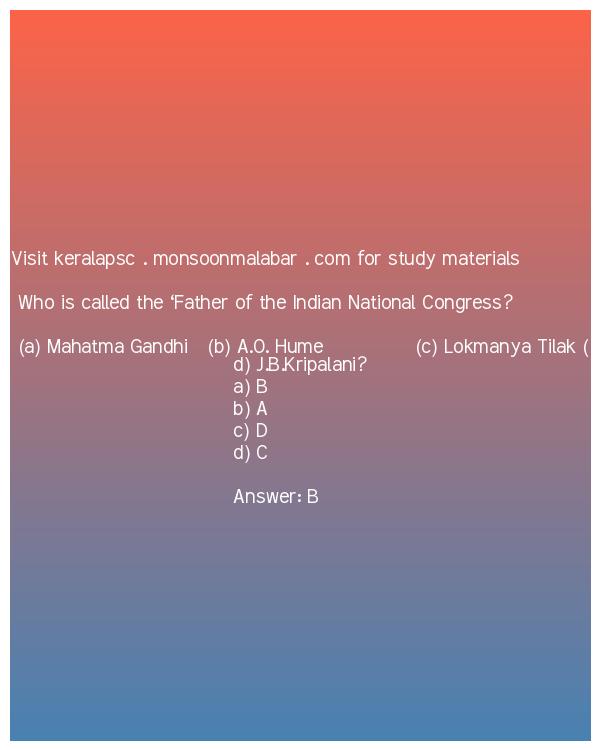 Visit keralapsc . monsoonmalabar . com for study materials
Who is called the ‘Father of the Indian National Congress?
(a) Mahatma Gandhi (b) A.O. Hume (c) Lokmanya Tilak (
d) J.B.Kripalani?
a) B
b) A
c) D
d) C
Answer: B